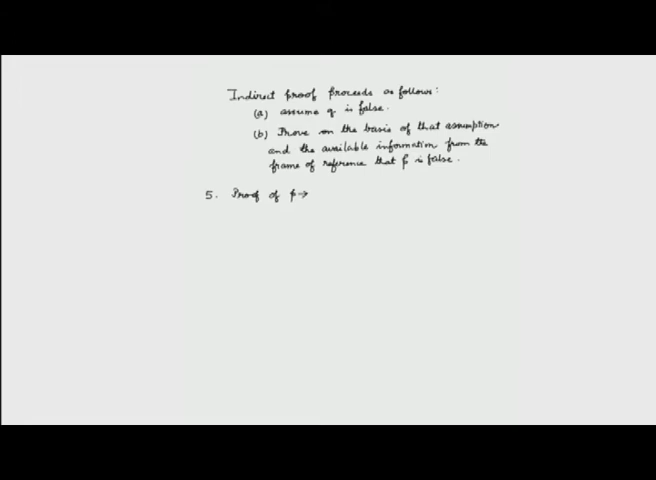 Indirect proof proceeds as follows:
(a) assume q is false.
(b) Prove on the basis of that assumption
and the available information from the
frame of reference that p is false.
5. Proof of p →